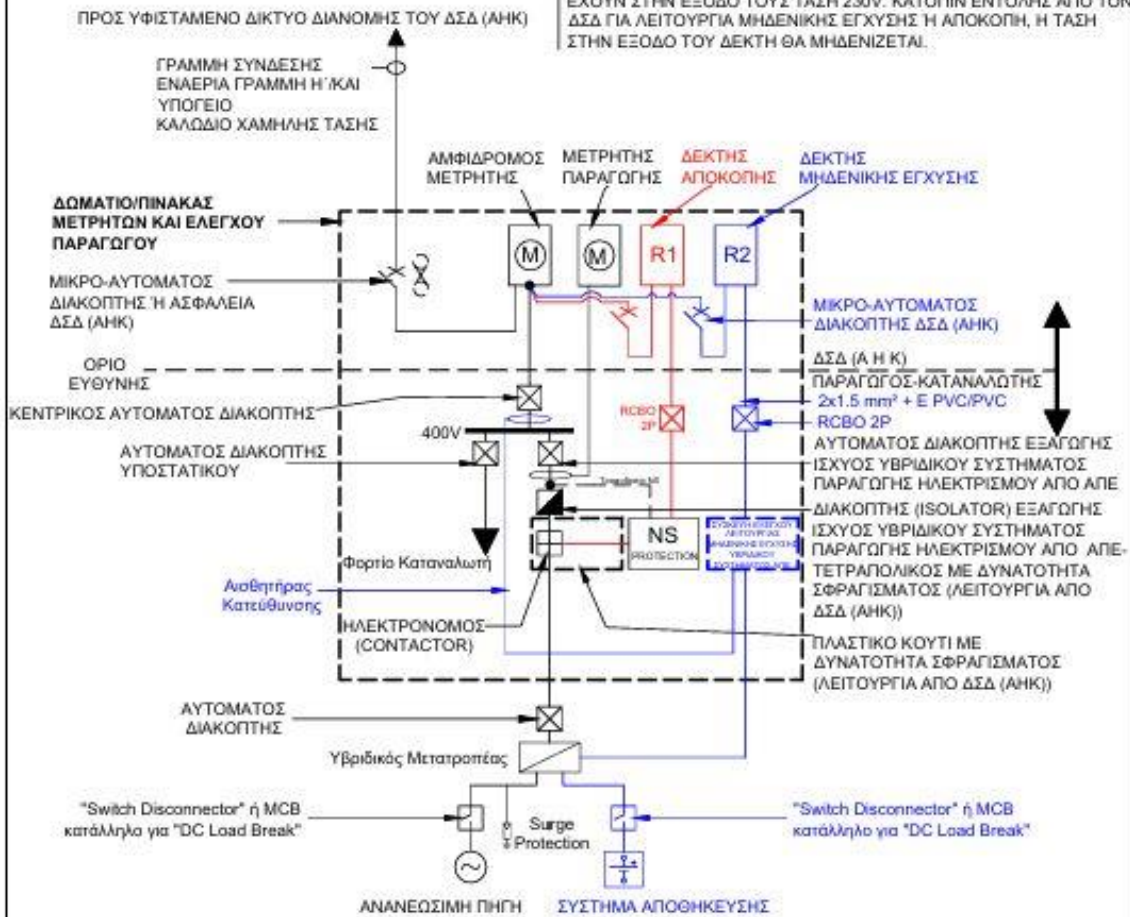 ΠΡΟΣ ΥΦΙΣΤΑΜΕΝΟ ΔΙΚΤΥΟ ΔΙΑΝΟΜΗΣ ΤΟΥ ΔΣΔ (ΑΗΚ)
ΕΧΟΥΝ ΣΤΗΝ ΕΞΟΔΟ ΤΟΥΣ ΤΑΣΗ 230V. ΚΑΤΟΠΙΝ ΕΝΤΟΛΗΣ ΑΠΟ ΤΟΝ
ΔΣΔ ΓΙΑ ΛΕΙΤΟΥΡΓΙΑ ΜΗΔΕΝΙΚΗΣ ΕΓΧΥΣΗΣ Ή ΑΠΟΚΟΠΗ, Η ΤΑΣΗ
ΣΤΗΝ ΕΞΟΔΟ ΤΟΥ ΔΕΚΤΗ ΘΑ ΜΗΔΕΝΙΖΕΤΑΙ.
ΓΡΑΜΜΗ ΣΥΝΔΕΣΗΣ
ΕΝΑΕΡΙΑ ΓΡΑΜΜΗ Η΄/ΚΑΙ
ΥΠΟΓΕΙΟ
ΚΑΛΩΔΙΟ ΧΑΜΗΛΗΣ ΤΑΣΗΣ
ΑΜΦΙΔΡΟΜΟΣ
ΜΕΤΡΗΤΗΣ
ΜΕΤΡΗΤΗΣ
ΠΑΡΑΓΩΓΗΣ
ΔΕΚΤΗΣ
ΑΠΟΚΟΠΗΣ
ΔΕΚΤΗΣ
ΜΗΔΕΝΙΚΗΣ ΕΓΧΥΣΗΣ
ΔΩΜΑΤΙΟ/ΠΙΝΑΚΑΣ
ΜΕΤΡΗΤΩΝ ΚΑΙ ΕΛΕΓΧΟΥ
ΠΑΡΑΓΩΓΟΥ
M
M
R1
R2
ΜΙΚΡΟ-ΑΥΤΟΜΑΤΟΣ
ΔΙΑΚΟΠΤΗΣ Ή ΑΣΦΑΛΕΙΑ
ΔΣΔ (ΑΗΚ)
ΜΙΚΡΟ-ΑΥΤΟΜΑΤΟΣ
ΔΙΑΚΟΠΤΗΣ ΔΣΔ (ΑΗΚ)
ΟΡΙΟ
ΕΥΘΥΝΗΣ
ΔΣΔ (Α Η Κ)
ΠΑΡΑΓΩΓΟΣ-ΚΑΤΑΝΑΛΩΤΗΣ
2x1.5 mm² + E PVC/PVC
RCBO 2P
ΚΕΝΤΡΙΚΟΣ ΑΥΤΟΜΑΤΟΣ ΔΙΑΚΟΠΤΗΣ
RCBO
2P
400V
ΑΥΤΟΜΑΤΟΣ ΔΙΑΚΟΠΤΗΣ
ΥΠΟΣΤΑΤΙΚΟΥ
ΑΥΤΟΜΑΤΟΣ ΔΙΑΚΟΠΤΗΣ ΕΞΑΓΩΓΗΣ
ΙΣΧΥΟΣ ΥΒΡΙΔΙΚΟΥ ΣΥΣΤΗΜΑΤΟΣ
ΠΑΡΑΓΩΓΗΣ ΗΛΕΚΤΡΙΣΜΟΥ ΑΠΟ ΑΠΕ
ΔΙΑΚΟΠΤΗΣ (ISOLATOR) ΕΞΑΓΩΓΗΣ
ΙΣΧΥΟΣ ΥΒΡΙΔΙΚΟΥ ΣΥΣΤΗΜΑΤΟΣ
ΠΑΡΑΓΩΓΗΣ ΗΛΕΚΤΡΙΣΜΟΥ ΑΠΟ ΑΠΕ-
ΤΕΤΡΑΠΟΛΙΚΟΣ ΜΕ ΔΥΝΑΤΟΤΗΤΑ
ΣΦΡΑΓΙΣΜΑΤΟΣ (ΛΕΙΤΟΥΡΓΙΑ ΑΠΟ
ΔΣΔ (ΑΗΚ))
NS
PROTECTION
ΣΥΣΚΕΥΗ ΕΛΕΓΧΟΥ
ΛΕΙΤΟΥΡΓΙΑΣ
ΜΗΔΕΝΙΚΗΣ ΕΓΧΥΣΗΣ
ΥΒΡΙΔΙΚΟΥ
Φορτίο Καταναλωτή
Αισθητήρας
Κατεύθυνσης
ΗΛΕΚΤΡΟΝΟΜΟΣ
(CONTACTOR)
ΠΛΑΣΤΙΚΟ ΚΟΥΤΙ ΜΕ
ΔΥΝΑΤΟΤΗΤΑ ΣΦΡΑΓΙΣΜΑΤΟΣ
(ΛΕΙΤΟΥΡΓΙΑ ΑΠΟ ΔΣΔ (ΑΗΚ))
ΑΥΤΟΜΑΤΟΣ
ΔΙΑΚΟΠΤΗΣ
Υβριδικός Μετατροπέας
"Switch Disconnector" ή MCB
κατάλληλο για "DC Load Break"
Surge
Protection
"Switch Disconnector" ή MCB
κατάλληλο για "DC Load Break"
ΑΝΑΝΕΩΣΙΜΗ ΠΗΓΗ
ΣΥΣΤΗΜΑ ΑΠΟΘΗΚΕΥΣΗΣ